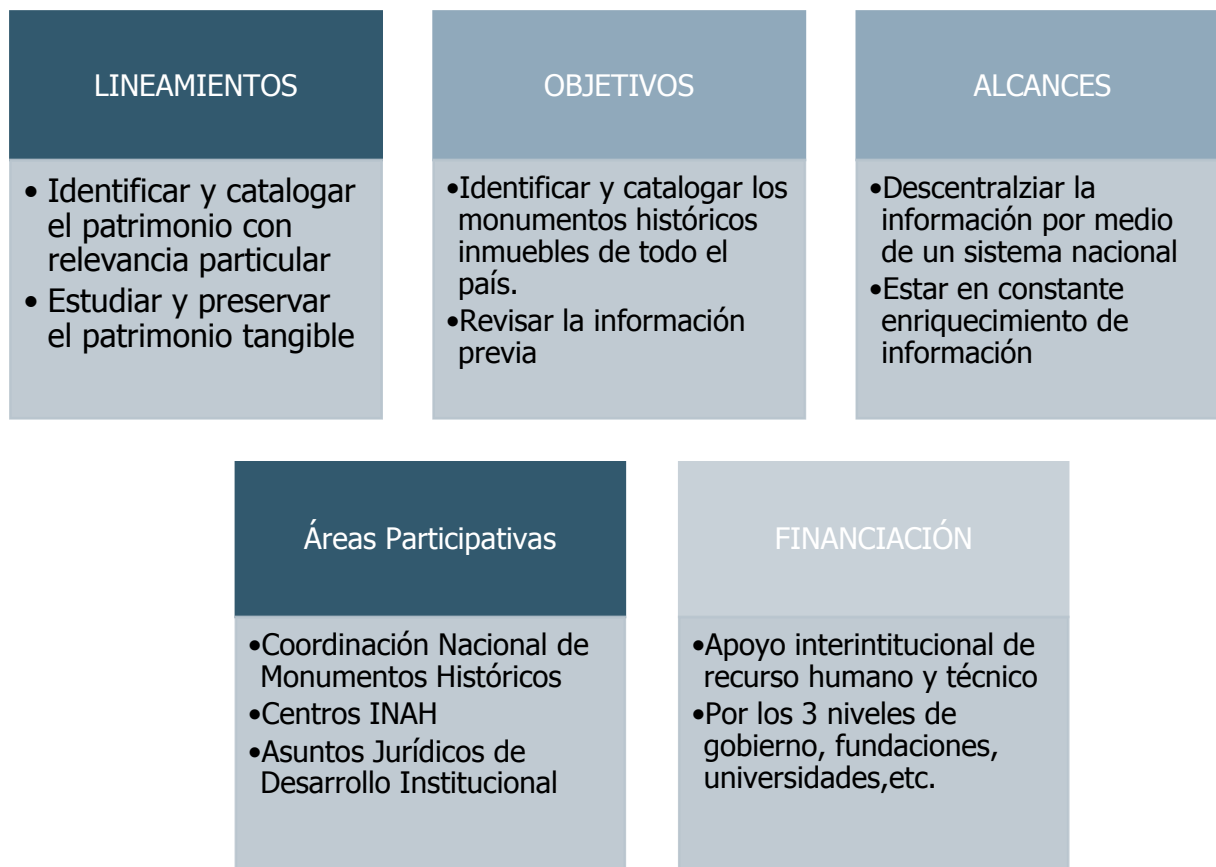 LINEAMIENTOS
• Identificar y catalogar
el patrimonio con
relevancia particular
• Estudiar y preservar
el patrimonio tangible
OBJETIVOS
•Identificar y catalogar los
monumentos históricos
inmuebles de todo el
país.
•Revisar la información
previa
ALCANCES
•Descentralziar la
información por medio
de un sistema nacional
•Estar en constante
enriquecimiento de
información
Áreas Participativas
•Coordinación Nacional de
Monumentos Históricos
•Centros INAH
•Asuntos Jurídicos de
Desarrollo Institucional
FINANCIACIÓN
•Apoyo interintitucional de
recurso humano y técnico
•Por los 3 niveles de
gobierno, fundaciones,
universidades,etc.